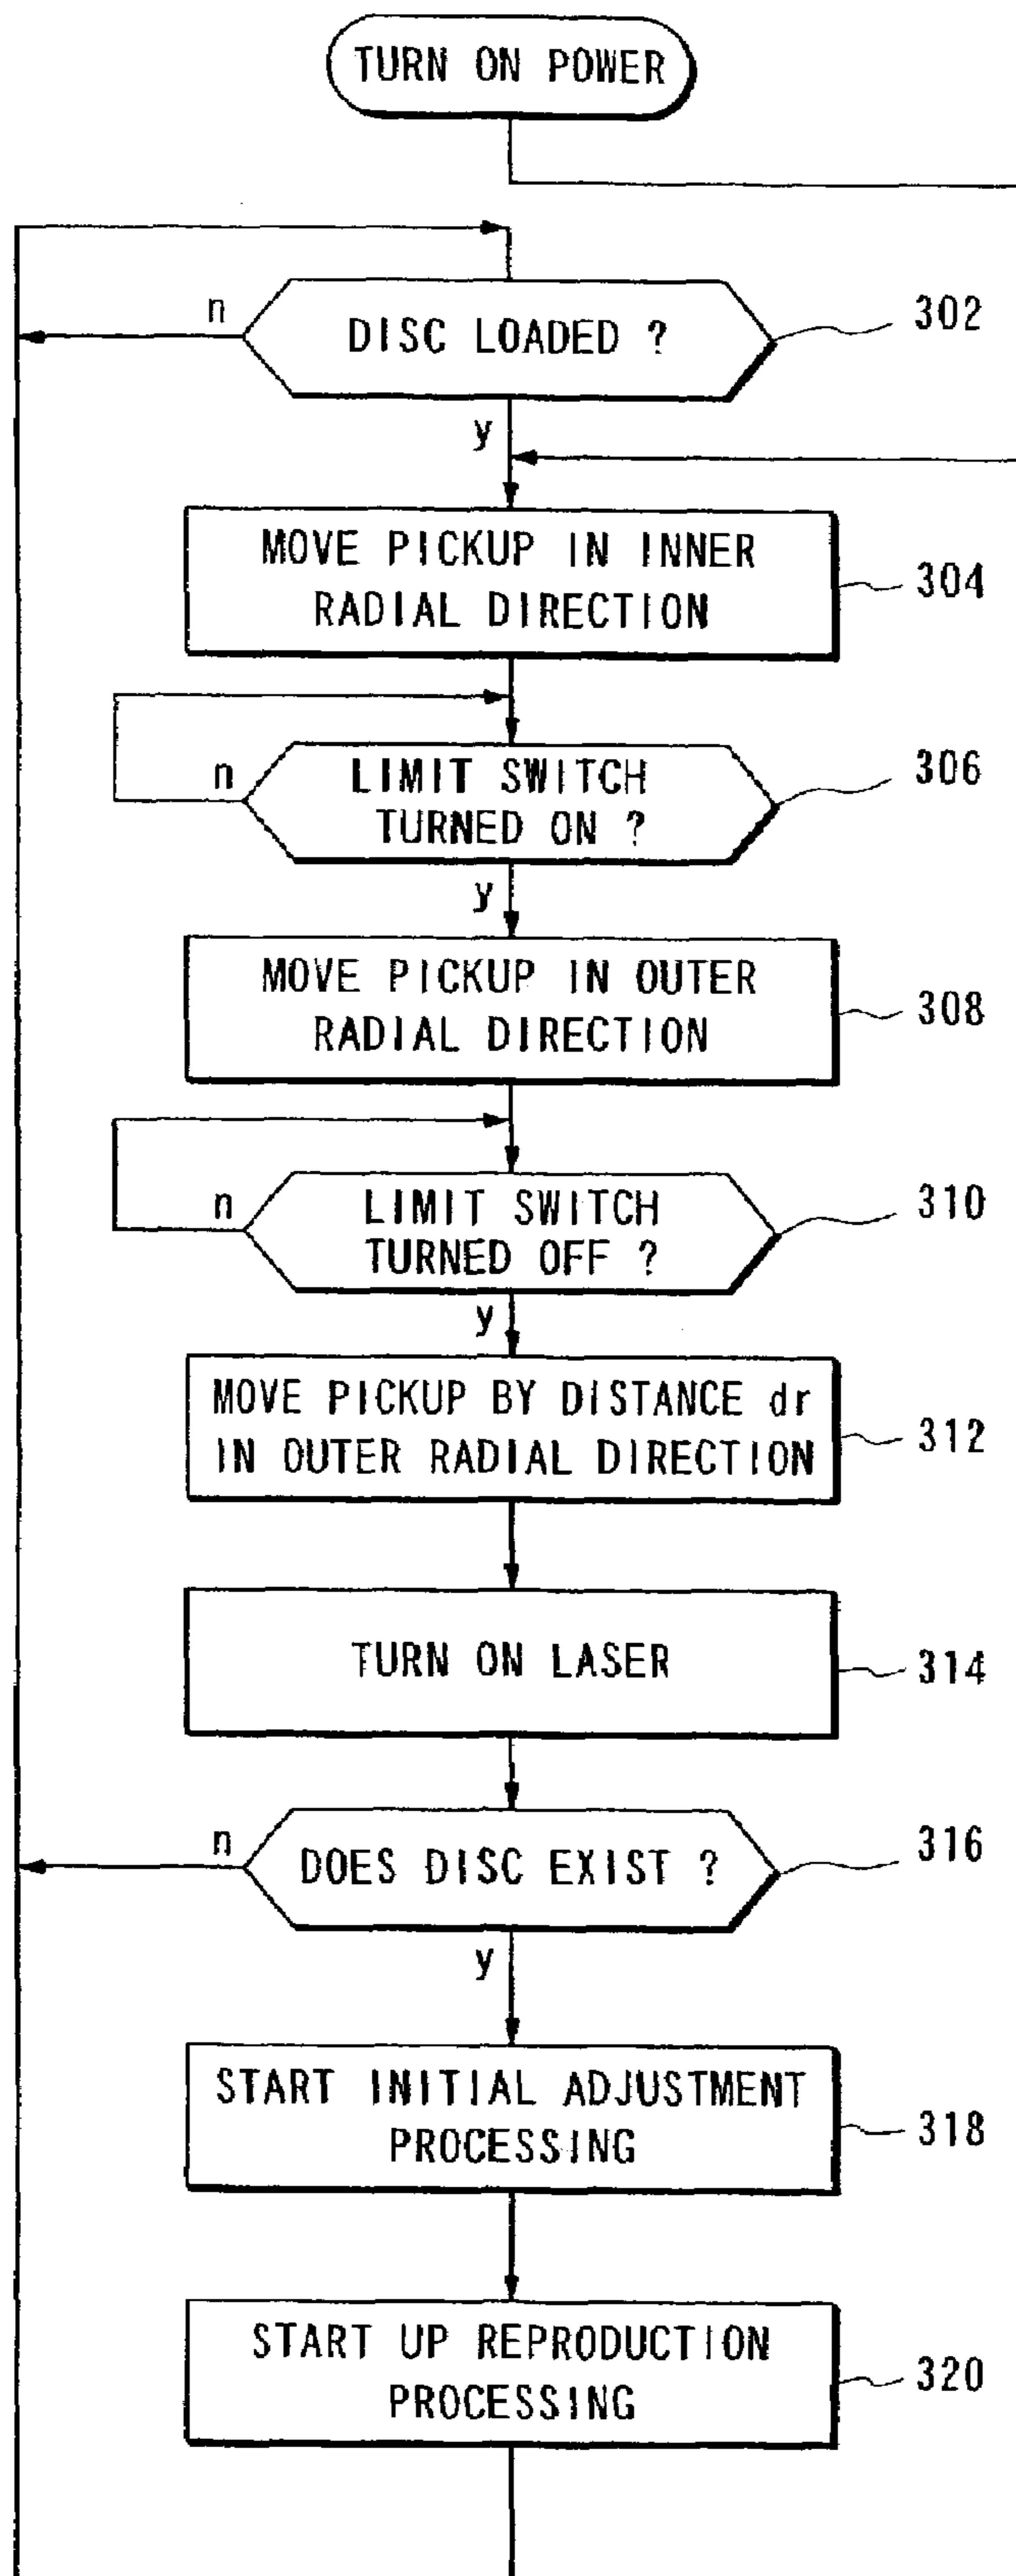 TURN ON POWER
n
DISC LOADED ?
302
y
MOVE PICKUP IN INNER
RADIAL DIRECTION
304
n
LIMIT SWITCH
TURNED ON ?
306
y
MOVE PICKUP IN OUTER
RADIAL DIRECTION
308
n
LIMIT SWITCH
TURNED OFF ?
310
y
MOVE PICKUP BY DISTANCE dr
IN OUTER RADIAL DIRECTION
312
TURN ON LASER
314
n
DOES DISC EXIST ?
316
y
START INITIAL ADJUSTMENT
PROCESSING
318
START UP REPRODUCTION
PROCESSING
320